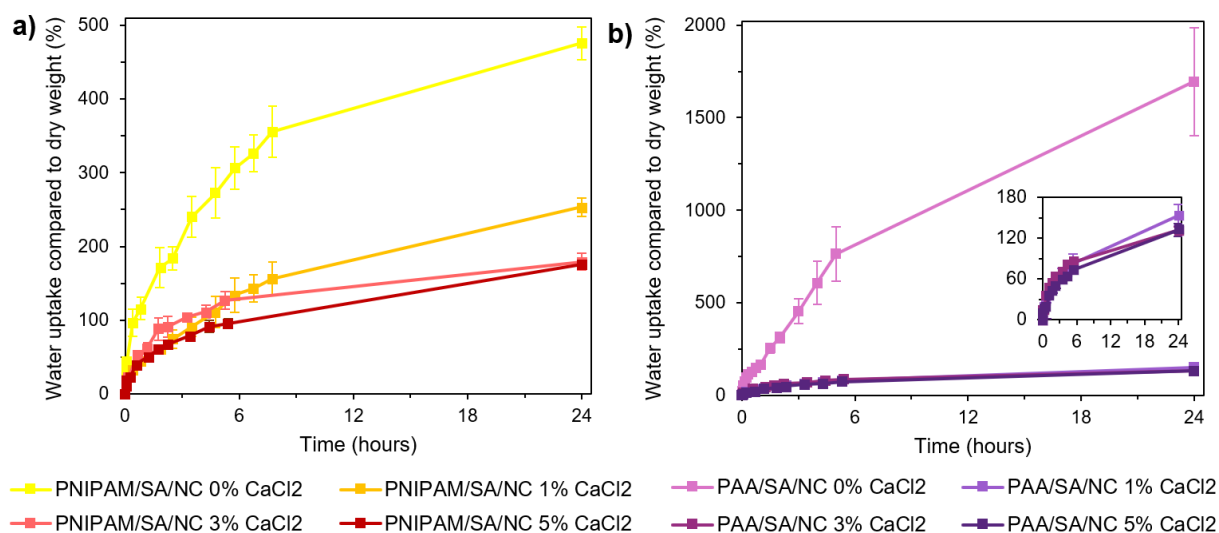 a)
Water uptake compared to dry weight (%)
500
400
300
200
100
0
0
6
12
18
24
Time (hours)
b)
Water uptake compared to dry weight (%)
2000
1500
1000
500
0
0
6
12
18
24
Time (hours)
180
120
60
0
0
6
12
18
24
PNIPAM/SA/NC 0% CaCl2
PNIPAM/SA/NC 1% CaCl2
PNIPAM/SA/NC 3% CaCl2
PNIPAM/SA/NC 5% CaCl2
PAA/SA/NC 0% CaCl2
PAA/SA/NC 1% CaCl2
PAA/SA/NC 3% CaCl2
PAA/SA/NC 5% CaCl2